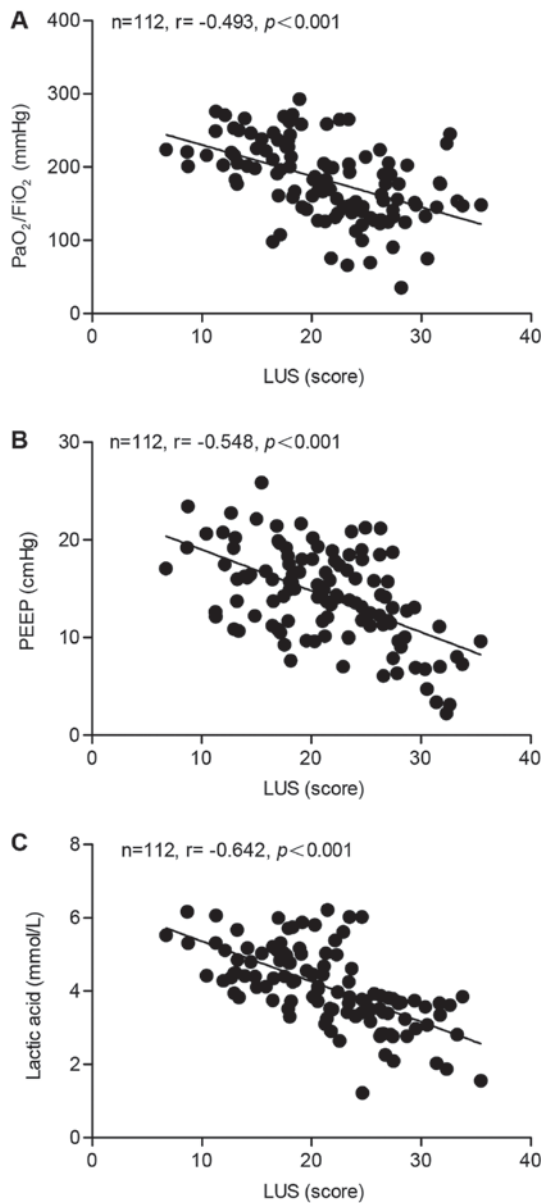 A
n=112, r= -0.493, p<0.001
400
300
200
100
0
PaO₂/FiO₂ (mmHg)
0 10 20 30 40
LUS (score)
B
n=112, r= -0.548, p<0.001
30
20
10
0
PEEP (cmHg)
0 10 20 30 40
LUS (score)
C
n=112, r= -0.642, p<0.001
8
6
4
2
0
Lactic acid (mmol/L)
0 10 20 30 40
LUS (score)